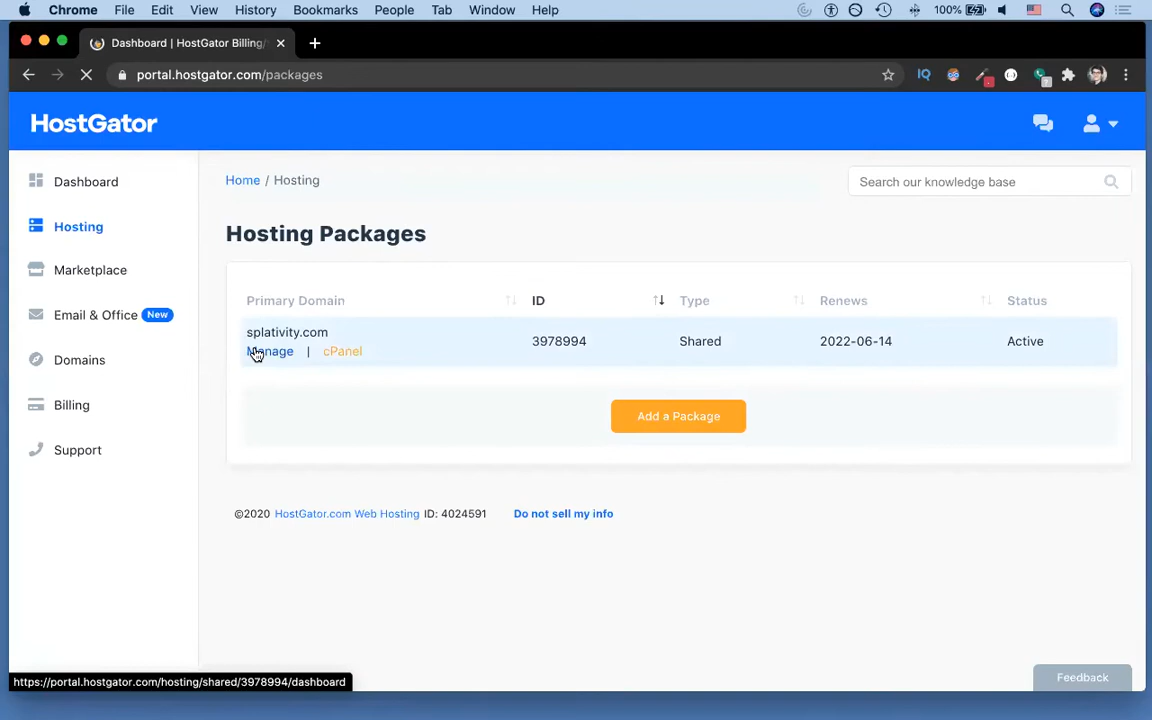 Chrome File Edit View History Bookmarks People Tab Window Help 100%
Dashboard | HostGator Billing/
portal.hostgator.com/packages
HostGator
Dashboard
Hosting
Marketplace
Email & Office New
Domains
Billing
Support
Home / Hosting
Search our knowledge base
Hosting Packages
Primary Domain ID Type Renews Status
splativity.com
Manage | cPanel
3978994 Shared 2022-06-14 Active
Add a Package
©2020 HostGator.com Web Hosting ID: 4024591 Do not sell my info
https://portal.hostgator.com/hosting/shared/3978994/dashboard
Feedback